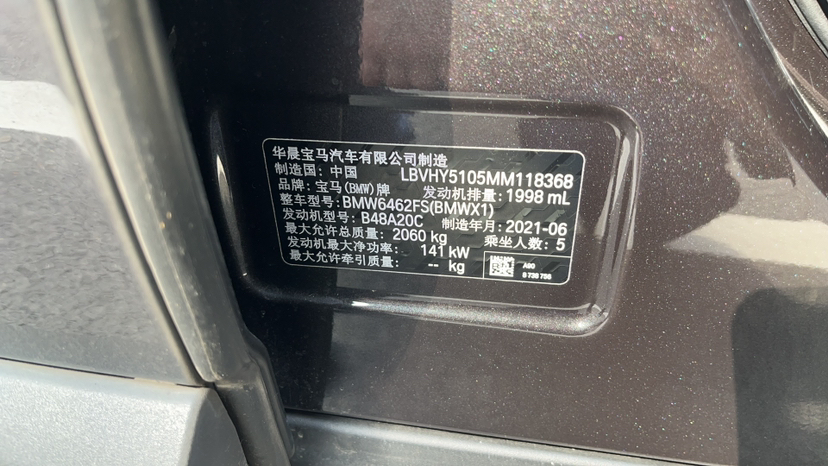 华晨宝马汽车有限公司制造
制造国：中国 LBVHY5105MM118368
品牌：宝马(BMW)牌 发动机排量：1998 mL
整车型号：BMW6462FS(BMWX1)
发动机型号：B48A20C 制造年月：2021-06
最大允许总质量：2060 kg 乘坐人数：5
发动机最大净功率： 141 kW
最大允许牵引质量： -- kg
A90